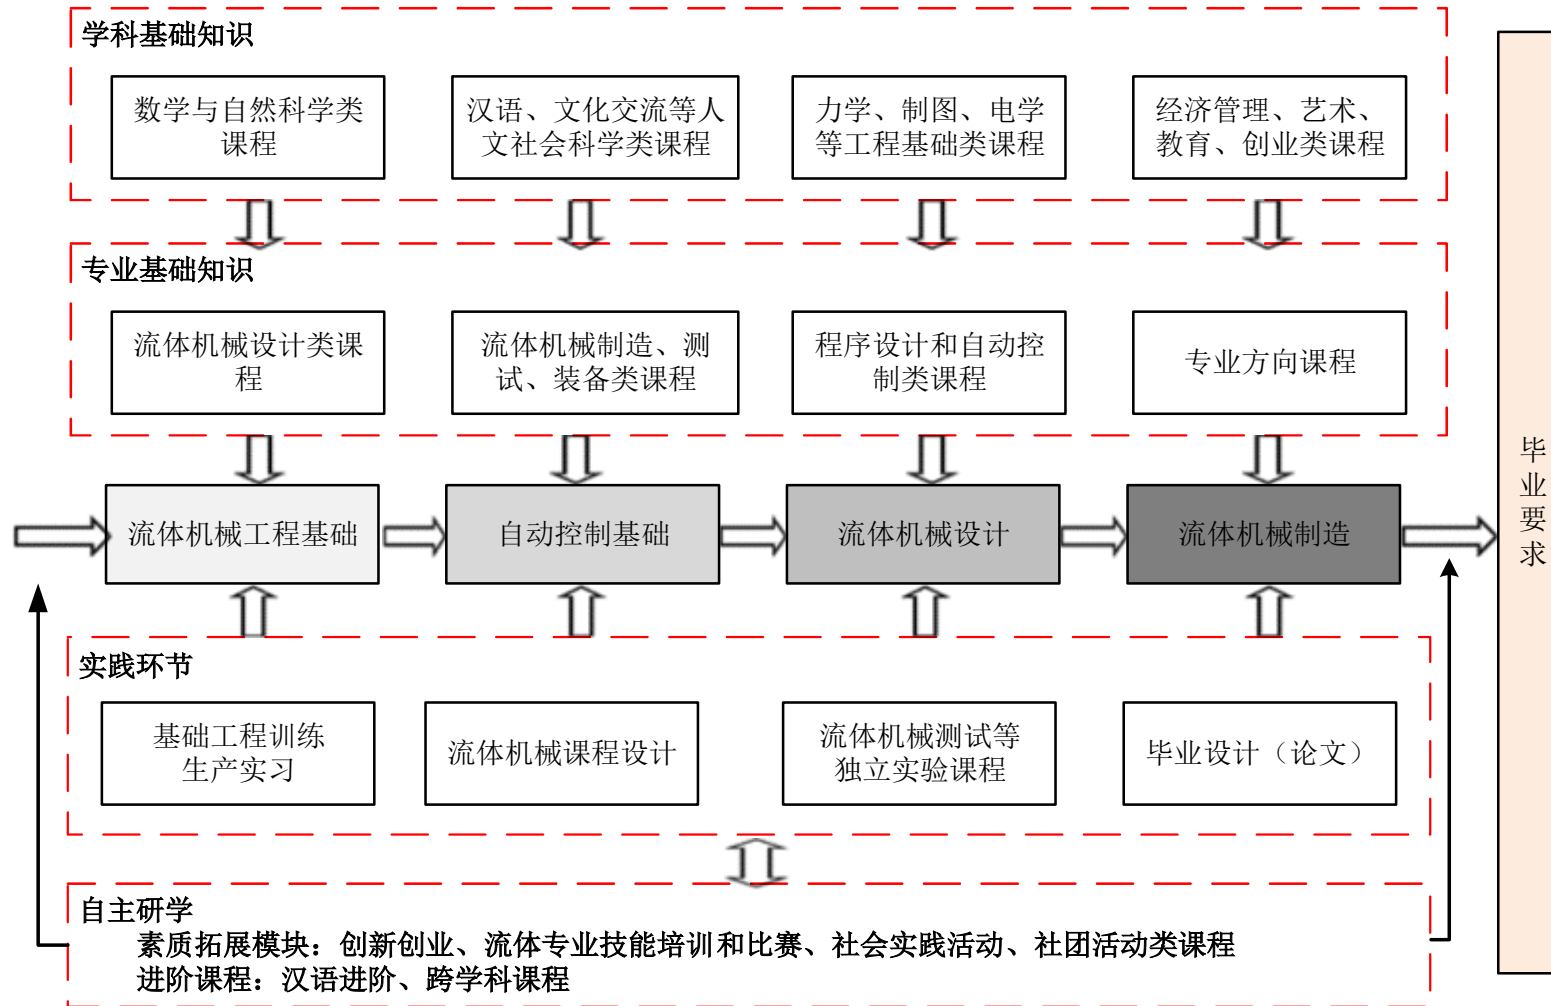 学科基础知识
数学与自然科学类
课程
汉语、文化交流等人
文社会科学类课程
力学、制图、电学
等工程基础类课程
经济管理、艺术、
教育、创业类课程
专业基础知识
流体机械设计类课
程
流体机械制造、测
试、装备类课程
程序设计和自动控
制类课程
专业方向课程
流体机械工程基础
自动控制基础
流体机械设计
流体机械制造
毕
业
要
求
实践环节
基础工程训练
生产实习
流体机械课程设计
流体机械测试等
独立实验课程
毕业设计（论文）
自主研学
素质拓展模块：创新创业、流体专业技能培训和比赛、社会实践活动、社团活动类课程
进阶课程：汉语进阶、跨学科课程